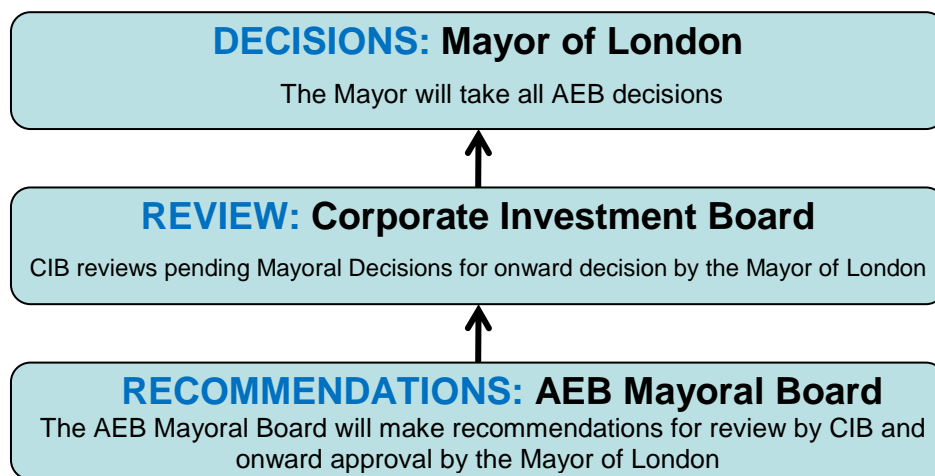 DECISIONS: Mayor of London
The Mayor will take all AEB decisions
REVIEW: Corporate Investment Board
CIB reviews pending Mayoral Decisions for onward decision by the Mayor of London
RECOMMENDATIONS: AEB Mayoral Board
The AEB Mayoral Board will make recommendations for review by CIB and
onward approval by the Mayor of London